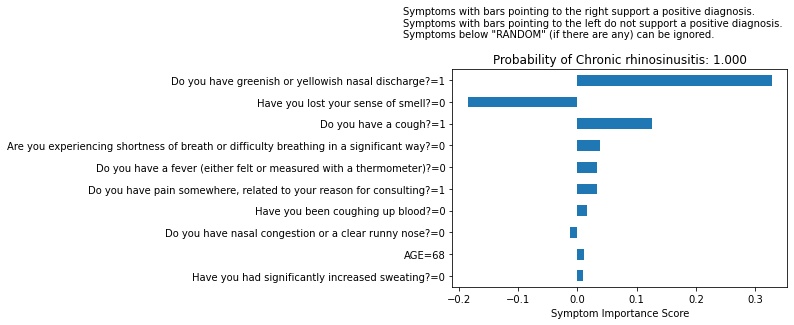 Symptoms with bars pointing to the right support a positive diagnosis.
Symptoms with bars pointing to the left do not support a positive diagnosis.
Symptoms below "RANDOM" (if there are any) can be ignored.
Probability of Chronic rhinosinusitis: 1.000
Do you have greenish or yellowish nasal discharge?=1
Have you lost your sense of smell?=0
Do you have a cough?=1
Are you experiencing shortness of breath or difficulty breathing in a significant way?=0
Do you have a fever (either felt or measured with a thermometer)?=0
Do you have pain somewhere, related to your reason for consulting?=1
Have you been coughing up blood?=0
Do you have nasal congestion or a clear runny nose?=0
AGE=68
Have you had significantly increased sweating?=0
−0.2 −0.1 0.0 0.1 0.2 0.3
Symptom Importance Score